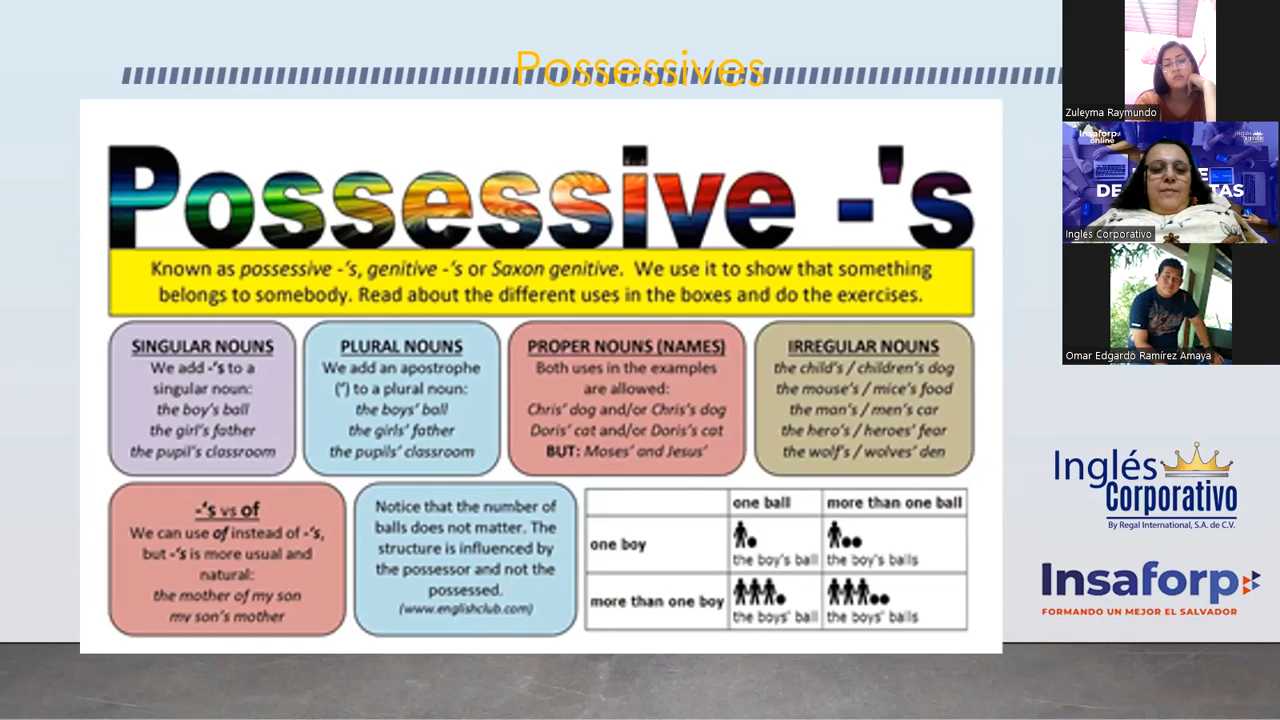 Possessives
Possessive -'s
Known as possessive -'s, genitive -'s or Saxon genitive. We use it to show that something
belongs to somebody. Read about the different uses in the boxes and do the exercises.
SINGULAR NOUNS
We add -'s to a
singular noun:
the boy's ball
the girl's father
the pupil's classroom
PLURAL NOUNS
We add an apostrophe
(') to a plural noun:
the boys' ball
the girls' father
the pupils' classroom
PROPER NOUNS (NAMES)
Both uses in the examples
are allowed:
Chris' dog and/or Chris's dog
Doris' cat and/or Doris's cat
BUT: Moses' and Jesus'
IRREGULAR NOUNS
the child's / children's dog
the mouse's / mice's food
the man's / men's car
the hero's / heroes' fear
the wolf's / wolves' den
-'s vs of
We can use of instead of -'s,
but -'s is more usual and
natural:
the mother of my son
my son's mother
Notice that the number of
balls does not matter. The
structure is influenced by
the possessor and not the
possessed.
(www.englishclub.com)
one ball more than one ball
one boy
the boy's ball the boy's balls
more than one boy
the boys' ball the boys' balls
Zuleyma Raymundo
Insaforp
online
DE
TAS
Ingles Corporativo
Omar Edgardo Ramírez Amaya
Inglés
Corporativo
By Regal International, S.A. de C.V.
Insaforp
FORMANDO UN MEJOR EL SALVADOR